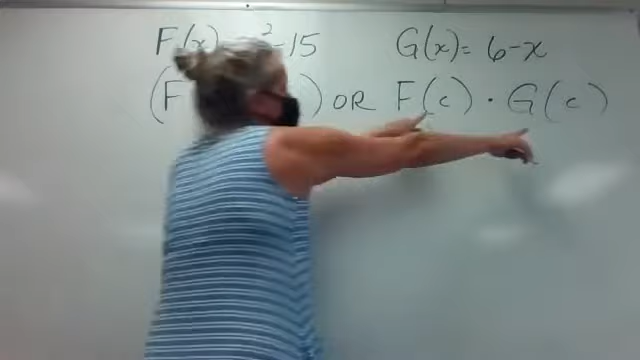 F(x) ²-15 G(x)= 6-x
(F ) OR F(c) · G(c)